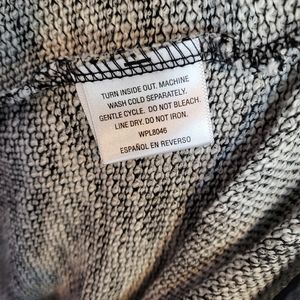 TURN INSIDE OUT. MACHINE
WASH COLD SEPARATELY.
GENTLE CYCLE. DO NOT BLEACH.
LINE DRY. DO NOT IRON.
WPL8046
ESPAÑOL EN REVERSO